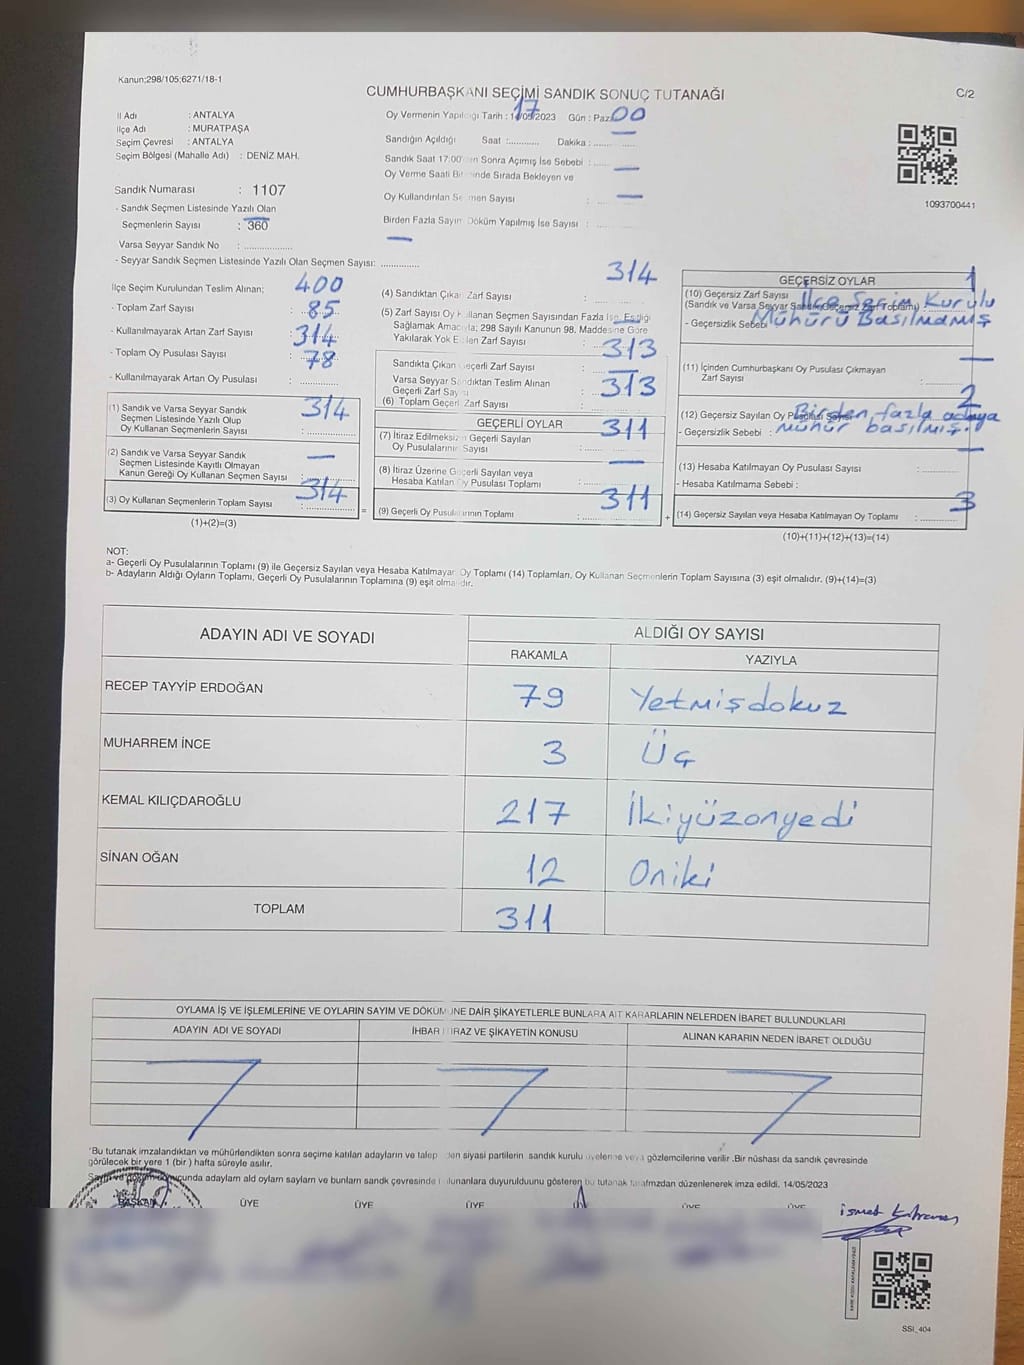 Kanun:298/105;6271/18-1
CUMHURBAŞKANI SEÇİMİ SANDIK SONUÇ TUTANAĞI
C/2
İl Adı : ANTALYA
İlçe Adı : MURATPAŞA
Seçim Çevresi : ANTALYA
Seçim Bölgesi (Mahalle Adı) : DENİZ MAH.
Sandık Numarası : 1107
- Sandık Seçmen Listesinde Yazılı Olan
Seçmenlerin Sayısı : 360
Varsa Seyyar Sandık No : ..................
- Seyyar Sandık Seçmen Listesinde Yazılı Olan Seçmen Sayısı: ..............
Oy Vermenin Yapıldığı Tarih : 14/05/2023 Gün : Pazar
17 00
Sandığın Açıldığı Saat :............ Dakika : ............
Sandık Saat 17:00'den Sonra Açımış İse Sebebi : ......
Oy Verme Saati Bitiminde Sırada Bekleyen ve
Oy Kullandırılan Seçmen Sayısı : —
Birden Fazla Sayım Döküm Yapılmış İse Sayısı : ......
—
1093700441
İlçe Seçim Kurulundan Teslim Alınan: 400
- Toplam Zarf Sayısı : 85
- Kullanılmayarak Artan Zarf Sayısı : 314
- Toplam Oy Pusulası Sayısı : 78
- Kullanılmayarak Artan Oy Pusulası : ............
(1) Sandık ve Varsa Seyyar Sandık 314
Seçmen Listesinde Yazılı Olup
Oy Kullanan Seçmenlerin Sayısı
(2) Sandık ve Varsa Seyyar Sandık —
Seçmen Listesinde Kayıtlı Olmayan
Kanun Gereği Oy Kullanan Seçmen Sayısı
(3) Oy Kullanan Seçmenlerin Toplam Sayısı : 314
(1)+(2)=(3)
314
(4) Sandıktan Çıkan Zarf Sayısı
(5) Zarf Sayısı Oy Kullanan Seçmen Sayısından Fazla İse, Eşitliği
Sağlamak Amacıyla; 298 Sayılı Kanunun 98. Maddesine Göre
Yakılarak Yok Edilen Zarf Sayısı : —
313
Sandıkta Çıkan Geçerli Zarf Sayısı
Varsa Seyyar Sandıktan Teslim Alınan —
Geçerli Zarf Sayısı
313
(6) Toplam Geçerli Zarf Sayısı
GEÇERLİ OYLAR
(7) İtiraz Edilmeksizin Geçerli Sayılan 311
Oy Pusulalarının Sayısı
(8) İtiraz Üzerine Geçerli Sayılan veya —
Hesaba Katılan Oy Pusulası Toplamı
(9) Geçerli Oy Pusulalarının Toplamı : 311
GEÇERSİZ OYLAR
1
(10) Geçersiz Zarf Sayısı
(Sandık ve Varsa Seyyar Sandık Geçersiz Zarf Toplamı)
- Geçersizlik Sebebi : İlçe Seçim Kurulu
Mühürü Basılmamış
(11) İçinden Cumhurbaşkanı Oy Pusulası Çıkmayan —
Zarf Sayısı
2
(12) Geçersiz Sayılan Oy Pusulası Sayısı
- Geçersizlik Sebebi : Birden fazla adaya
mühür basılmış.
(13) Hesaba Katılmayan Oy Pusulası Sayısı : —
- Hesaba Katılmama Sebebi :
(14) Geçersiz Sayılan veya Hesaba Katılmayan Oy Toplamı : 3
(10)+(11)+(12)+(13)=(14)
NOT:
a- Geçerli Oy Pusulalarının Toplamı (9) ile Geçersiz Sayılan veya Hesaba Katılmayan Oy Toplamı (14) Toplamları, Oy Kullanan Seçmenlerin Toplam Sayısına (3) eşit olmalıdır. (9)+(14)=(3)
b- Adayların Aldığı Oyların Toplamı, Geçerli Oy Pusulalarının Toplamına (9) eşit olmalıdır.
ADAYIN ADI VE SOYADI
ALDIĞI OY SAYISI
RAKAMLA YAZIYLA
RECEP TAYYİP ERDOĞAN 79 Yetmişdokuz
MUHARREM İNCE 3 Üç
KEMAL KILIÇDAROĞLU 217 İkiyüzonyedi
SİNAN OĞAN 12 Oniki
TOPLAM 311
OYLAMA İŞ VE İŞLEMLERİNE VE OYLARIN SAYIM VE DÖKÜMÜNE DAİR ŞİKAYETLERLE BUNLARA AİT KARARLARIN NELERDEN İBARET BULUNDUKLARI
ADAYIN ADI VE SOYADI
İHBAR İTİRAZ VE ŞİKAYETİN KONUSU
ALINAN KARARIN NEDEN İBARET OLDUĞU
*Bu tutanak imzalandıktan ve mühürlendikten sonra seçime katılan adayların ve talep eden siyasi partilerin sandık kurulu üyelerine veya gözlemcilerine verilir .Bir nüshası da sandık çevresinde
görülecek bir yere 1 (bir ) hafta süreyle asılır.
Sayım ve döküm sonucunda adayların ald oyların sayların ve bunların sandık çevresinde bulunanlara duyurulduunu gösteren bu tutanak tarafımzdan düzenlenerek imza edildi. 14/05/2023
BAŞKAN ÜYE ÜYE ÜYE ÜYE ÜYE
SSI_404